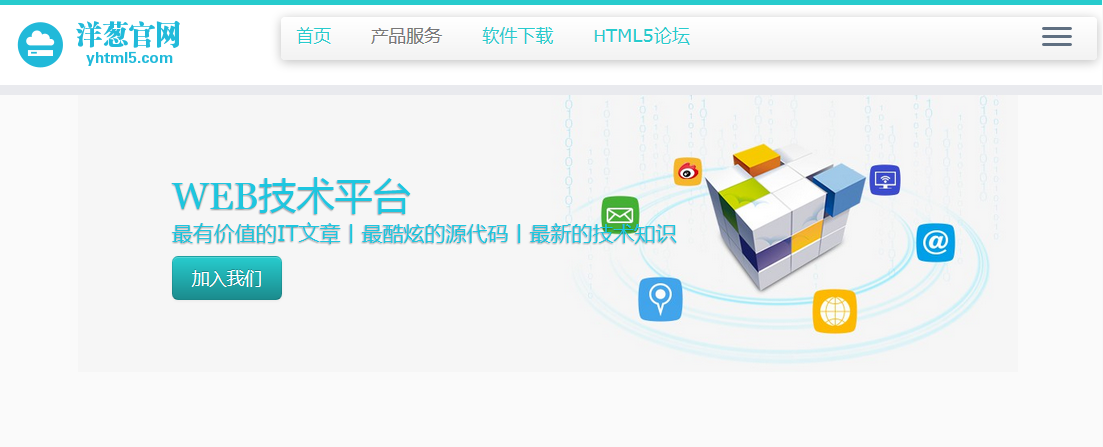 洋葱官网
yhtml5.com
首页 产品服务 软件下载 HTML5论坛
WEB技术平台
最有价值的IT文章丨最酷炫的源代码丨最新的技术知识
加入我们
@